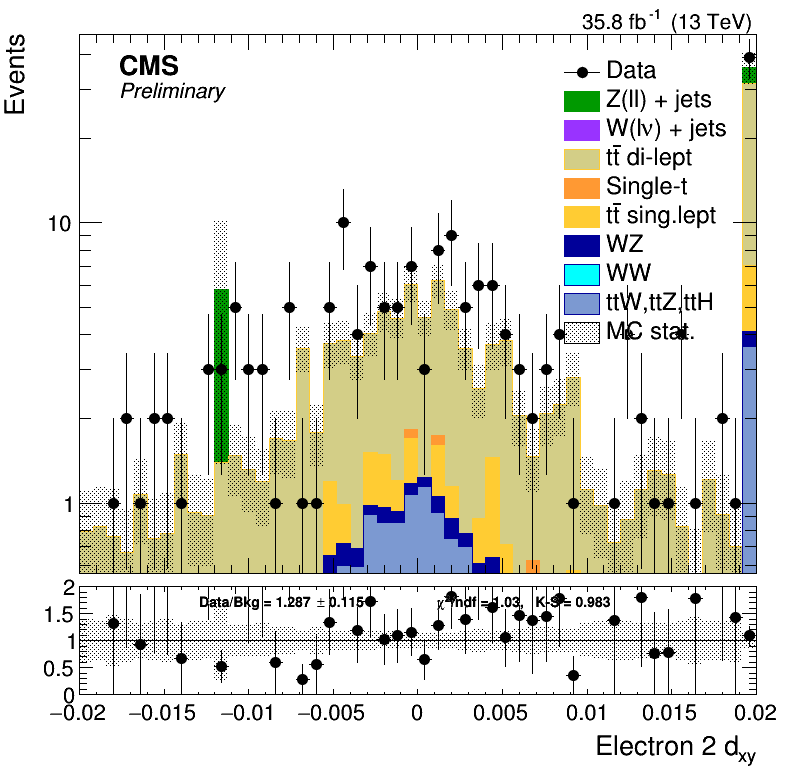 35.8 fb⁻¹ (13 TeV)
Events
CMS
Preliminary
Data
Z(ll) + jets
W(lν) + jets
tt̄ di-lept
Single-t
tt̄ sing.lept
WZ
WW
ttW,ttZ,ttH
MC stat.
10
1
Data/Bkg = 1.287 ± 0.115 χ²/ndf = 1.03, K-S = 0.983
2
1.5
1
0.5
0
−0.02 −0.015 −0.01 −0.005 0 0.005 0.01 0.015 0.02
Electron 2 dxy